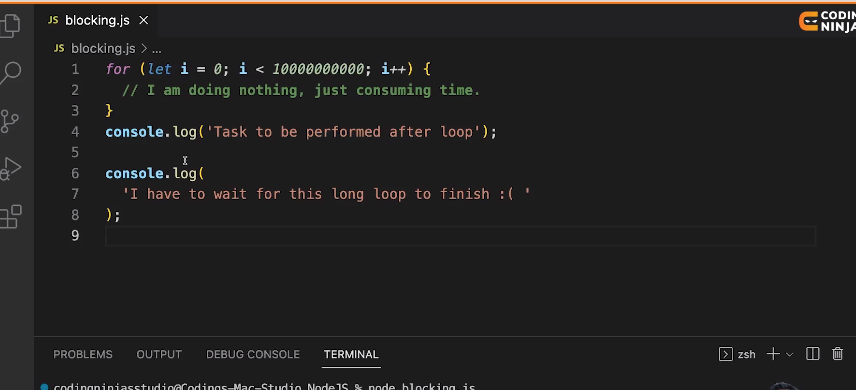 JS blocking.js ×
CODING
NINJA
JS blocking.js > ...
1 for (let i = 0; i < 10000000000; i++) {
2 // I am doing nothing, just consuming time.
3 }
4 console.log('Task to be performed after loop');
5
6 console.log(
7 'I have to wait for this long loop to finish :( '
8 );
9
PROBLEMS OUTPUT DEBUG CONSOLE TERMINAL zsh
codingninjasstudio@Codings-Mac-Studio NodeJS % node blocking.js